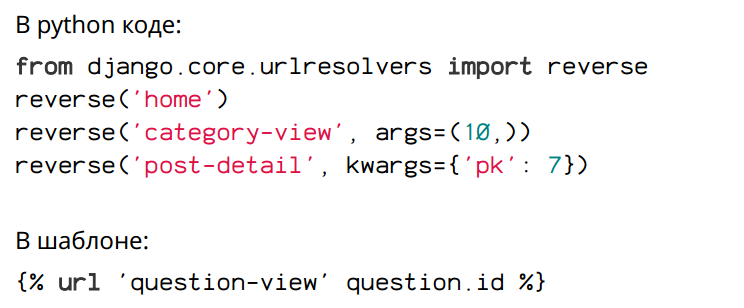 В python коде:
from django.core.urlresolvers import reverse
reverse('home')
reverse('category-view', args=(10,))
reverse('post-detail', kwargs={'pk': 7})
В шаблоне:
{% url 'question-view' question.id %}